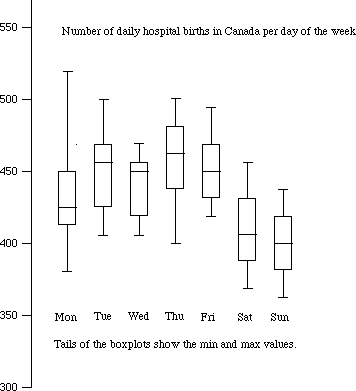 550
Number of daily hospital births in Canada per day of the week
500
450
400
350
Mon Tue Wed Thu Fri Sat Sun
Tails of the boxplots show the min and max values.
300